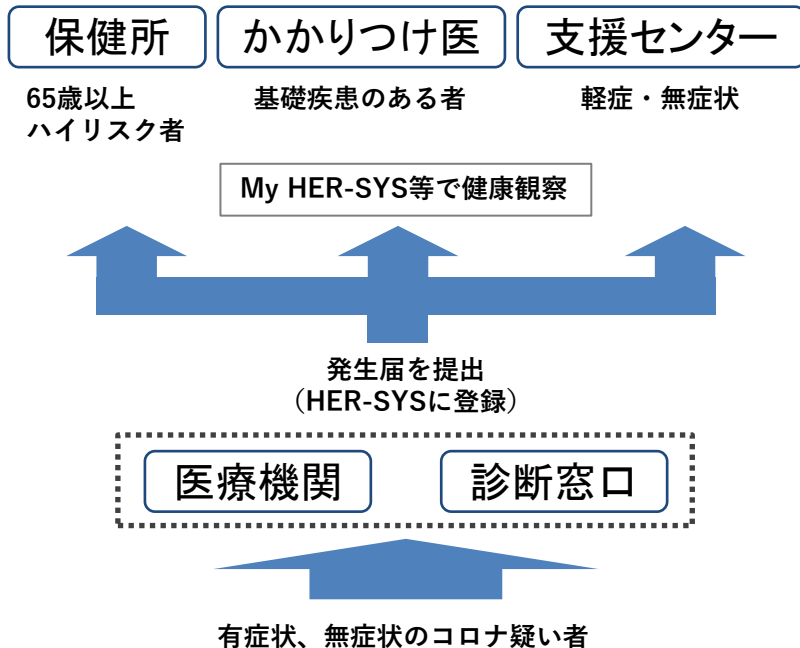 保健所
かかりつけ医
支援センター
65歳以上
ハイリスク者
基礎疾患のある者
軽症・無症状
My HER-SYS等で健康観察
発生届を提出
（HER-SYSに登録）
医療機関
診断窓口
有症状、無症状のコロナ疑い者